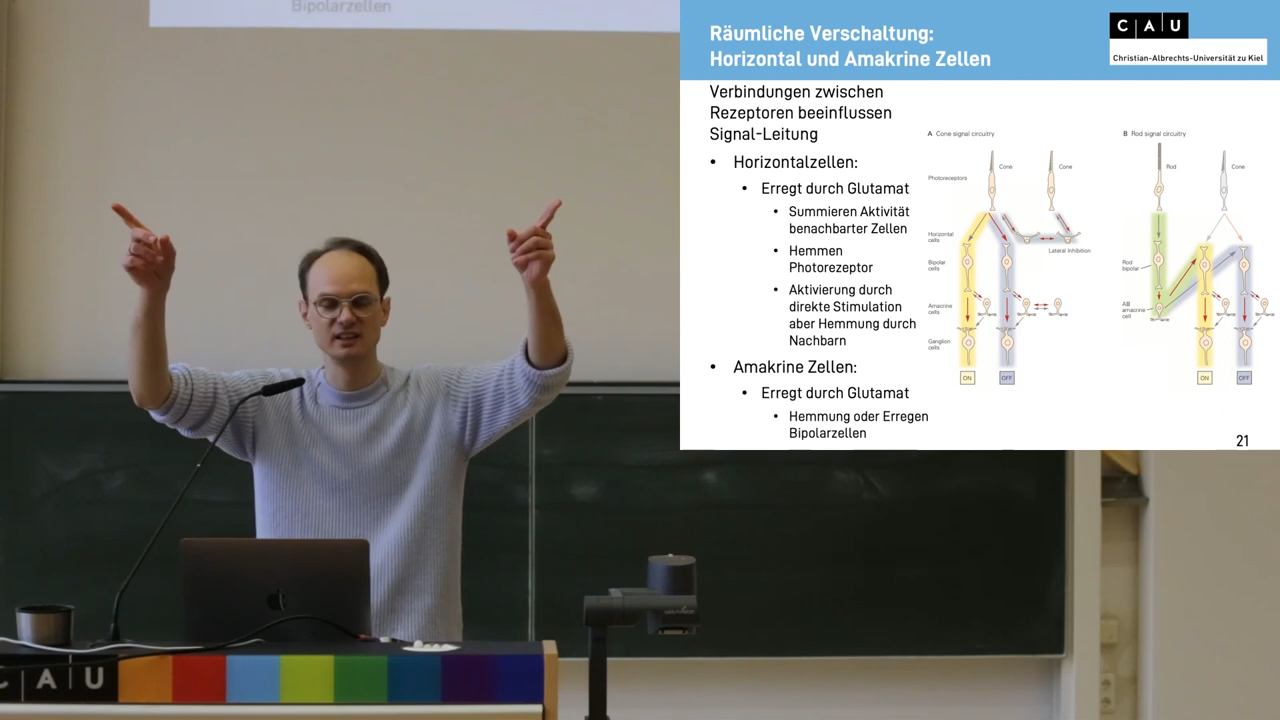 Bipolarzellen
Räumliche Verschaltung:
Horizontal und Amakrine Zellen
C A U
Christian-Albrechts-Universität zu Kiel
Verbindungen zwischen
Rezeptoren beeinflussen
Signal-Leitung
• Horizontalzellen:
• Erregt durch Glutamat
• Summieren Aktivität
benachbarter Zellen
• Hemmen
Photorezeptor
• Aktivierung durch
direkte Stimulation
aber Hemmung durch
Nachbarn
• Amakrine Zellen:
• Erregt durch Glutamat
• Hemmung oder Erregen
Bipolarzellen
A Cone signal circuitry
Cone
Cone
Photoreceptors
Horizontal
cells
Lateral Inhibition
Bipolar
cells
Amacrine
cells
Ganglion
cells
ON
OFF
B Rod signal circuitry
Rod
Cone
Rod
bipolar
AII
amacrine
cell
ON
OFF
21
C A U